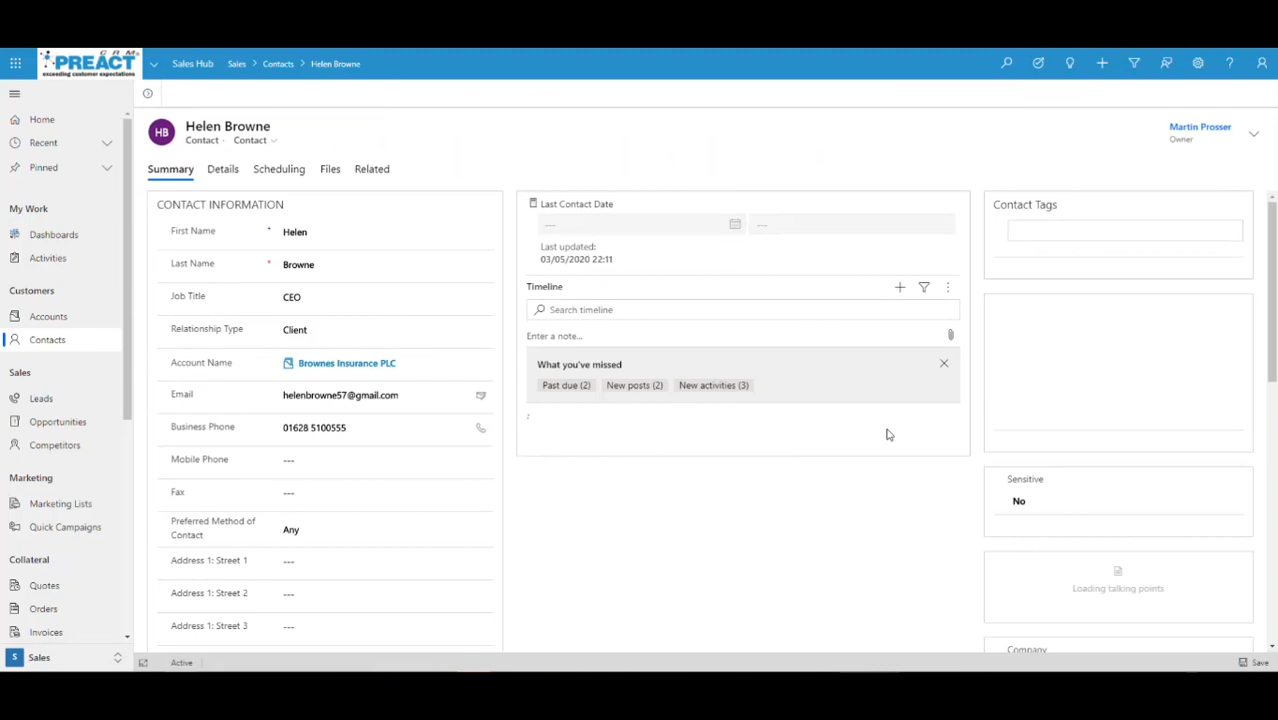 CRM
PREACT
exceeding customer expectations
Sales Hub
Sales > Contacts > Helen Browne
Home
Recent
Pinned
My Work
Dashboards
Activities
Customers
Accounts
Contacts
Sales
Leads
Opportunities
Competitors
Marketing
Marketing Lists
Quick Campaigns
Collateral
Quotes
Orders
Invoices
S Sales
HB
Helen Browne
Contact · Contact
Martin Prosser
Owner
Summary Details Scheduling Files Related
CONTACT INFORMATION
First Name * Helen
Last Name * Browne
Job Title CEO
Relationship Type Client
Account Name Brownes Insurance PLC
Email helenbrowne57@gmail.com
Business Phone 01628 5100555
Mobile Phone ---
Fax ---
Preferred Method of
Contact Any
Address 1: Street 1 ---
Address 1: Street 2 ---
Address 1: Street 3 ---
Last Contact Date
--- ---
Last updated:
03/05/2020 22:11
Timeline
Search timeline
Enter a note...
What you've missed
Past due (2) New posts (2) New activities (3)
Contact Tags
Sensitive
No
Loading talking points
Company
Active
Save